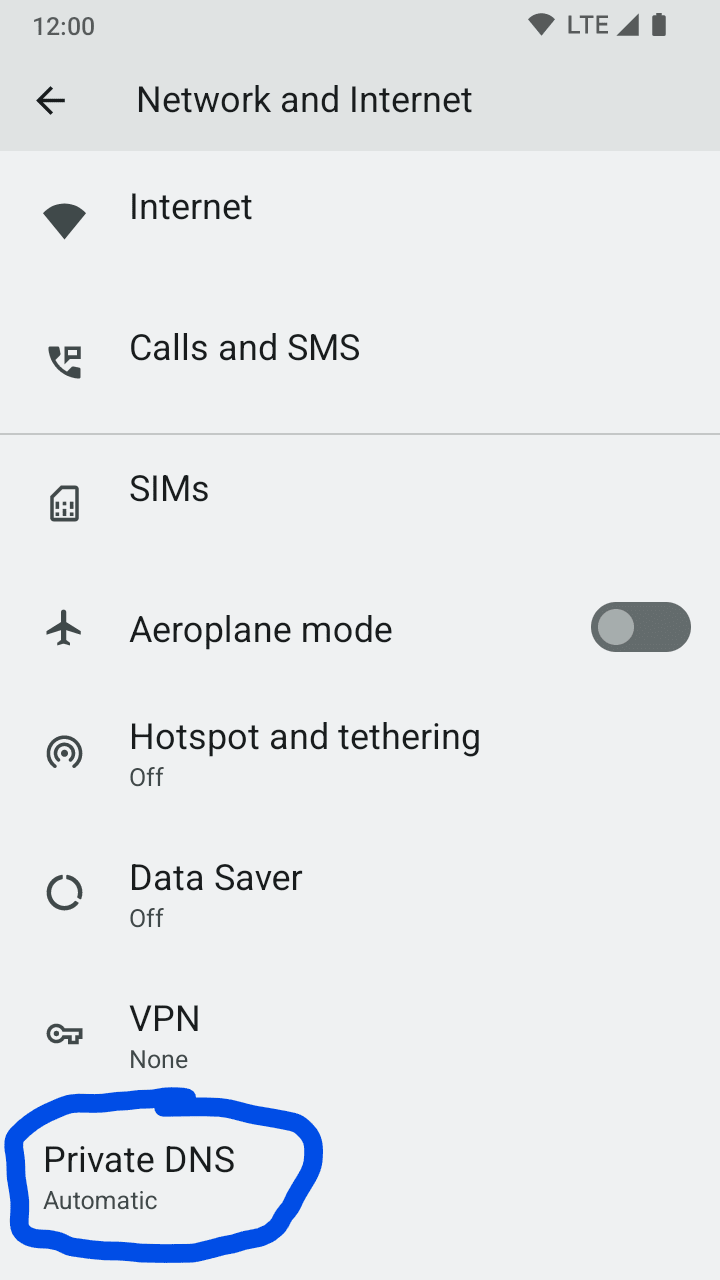 12:00 LTE
Network and Internet
Internet
Calls and SMS
SIMs
Aeroplane mode
Hotspot and tethering
Off
Data Saver
Off
VPN
None
Private DNS
Automatic